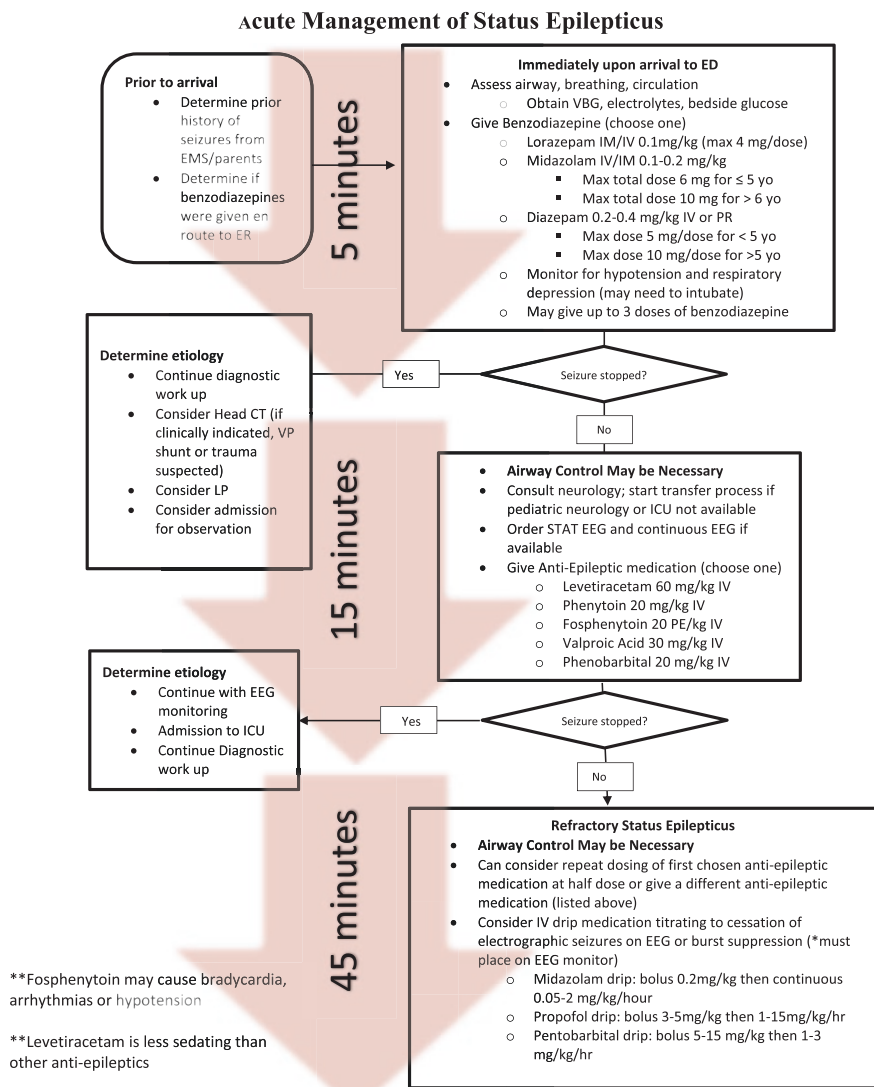 Acute Management of Status Epilepticus
Prior to arrival
• Determine prior
history of
seizures from
EMS/parents
• Determine if
benzodiazepines
were given en
route to ER
5 minutes
Immediately upon arrival to ED
• Assess airway, breathing, circulation
o Obtain VBG, electrolytes, bedside glucose
• Give Benzodiazepine (choose one)
o Lorazepam IM/IV 0.1mg/kg (max 4 mg/dose)
o Midazolam IV/IM 0.1-0.2 mg/kg
▪ Max total dose 6 mg for ≤ 5 yo
▪ Max total dose 10 mg for > 6 yo
o Diazepam 0.2-0.4 mg/kg IV or PR
▪ Max dose 5 mg/dose for < 5 yo
▪ Max dose 10 mg/dose for >5 yo
o Monitor for hypotension and respiratory
depression (may need to intubate)
o May give up to 3 doses of benzodiazepine
Seizure stopped?
Yes
No
Determine etiology
• Continue diagnostic
work up
• Consider Head CT (if
clinically indicated, VP
shunt or trauma
suspected)
• Consider LP
• Consider admission
for observation
15 minutes
• Airway Control May be Necessary
• Consult neurology; start transfer process if
pediatric neurology or ICU not available
• Order STAT EEG and continuous EEG if
available
• Give Anti-Epileptic medication (choose one)
o Levetiracetam 60 mg/kg IV
o Phenytoin 20 mg/kg IV
o Fosphenytoin 20 PE/kg IV
o Valproic Acid 30 mg/kg IV
o Phenobarbital 20 mg/kg IV
Seizure stopped?
Yes
No
Determine etiology
• Continue with EEG
monitoring
• Admission to ICU
• Continue Diagnostic
work up
45 minutes
Refractory Status Epilepticus
• Airway Control May be Necessary
• Can consider repeat dosing of first chosen anti-epileptic
medication at half dose or give a different anti-epileptic
medication (listed above)
• Consider IV drip medication titrating to cessation of
electrographic seizures on EEG or burst suppression (*must
place on EEG monitor)
o Midazolam drip: bolus 0.2mg/kg then continuous
0.05-2 mg/kg/hour
o Propofol drip: bolus 3-5mg/kg then 1-15mg/kg/hr
o Pentobarbital drip: bolus 5-15 mg/kg then 1-3
mg/kg/hr
**Fosphenytoin may cause bradycardia,
arrhythmias or hypotension
**Levetiracetam is less sedating than
other anti-epileptics